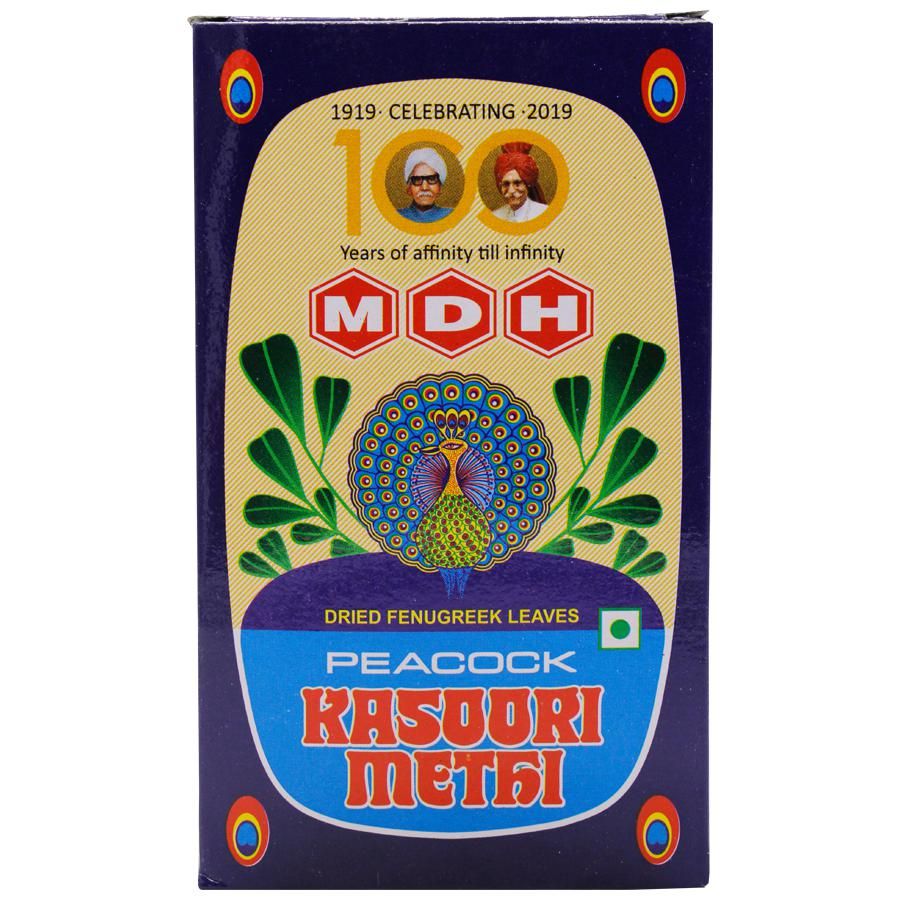 1919· CELEBRATING ·2019
100
Years of affinity till infinity
MDH
DRIED FENUGREEK LEAVES
PEACOCK
KASOORI
METHI